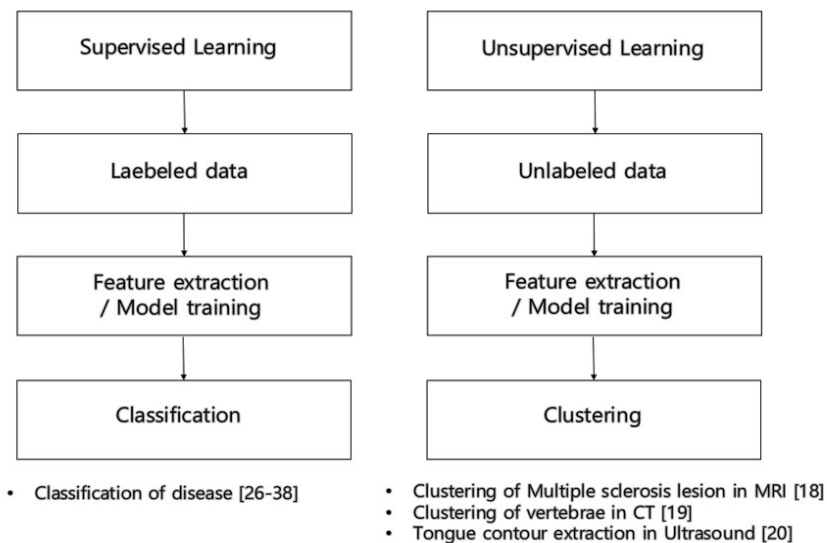 Supervised Learning
Laebeled data
Feature extraction
/ Model training
Classification
• Classification of disease [26-38]
Unsupervised Learning
Unlabeled data
Feature extraction
/ Model training
Clustering
• Clustering of Multiple sclerosis lesion in MRI [18]
• Clustering of vertebrae in CT [19]
• Tongue contour extraction in Ultrasound [20]